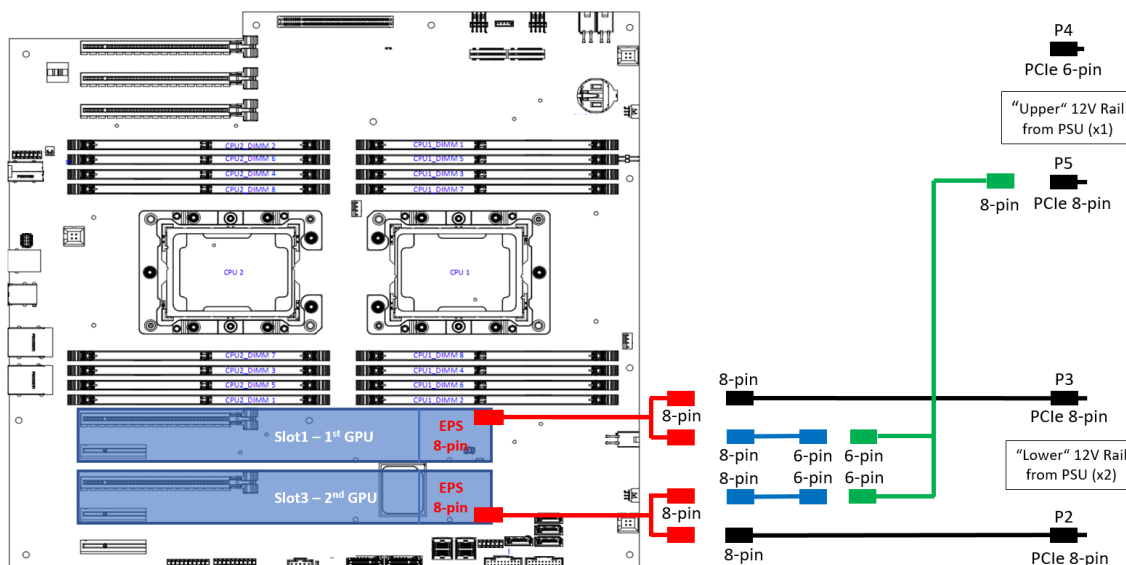 P4
PCIe 6-pin
“Upper“ 12V Rail
from PSU (x1)
CPU2_DIMM 2
CPU2_DIMM 6
CPU2_DIMM 4
CPU2_DIMM 8
CPU1_DIMM 1
CPU1_DIMM 5
CPU1_DIMM 3
CPU1_DIMM 7
P5
8-pin
PCIe 8-pin
CPU 2
CPU 1
CPU2_DIMM 7
CPU2_DIMM 3
CPU2_DIMM 5
CPU2_DIMM 1
CPU1_DIMM 8
CPU1_DIMM 4
CPU1_DIMM 6
CPU1_DIMM 2
8-pin
P3
PCIe 8-pin
Slot1 – 1st GPU
EPS
8-pin
8-pin
8-pin
6-pin
6-pin
“Lower“ 12V Rail
from PSU (x2)
8-pin
6-pin
6-pin
Slot3 – 2nd GPU
EPS
8-pin
8-pin
P2
8-pin
PCIe 8-pin